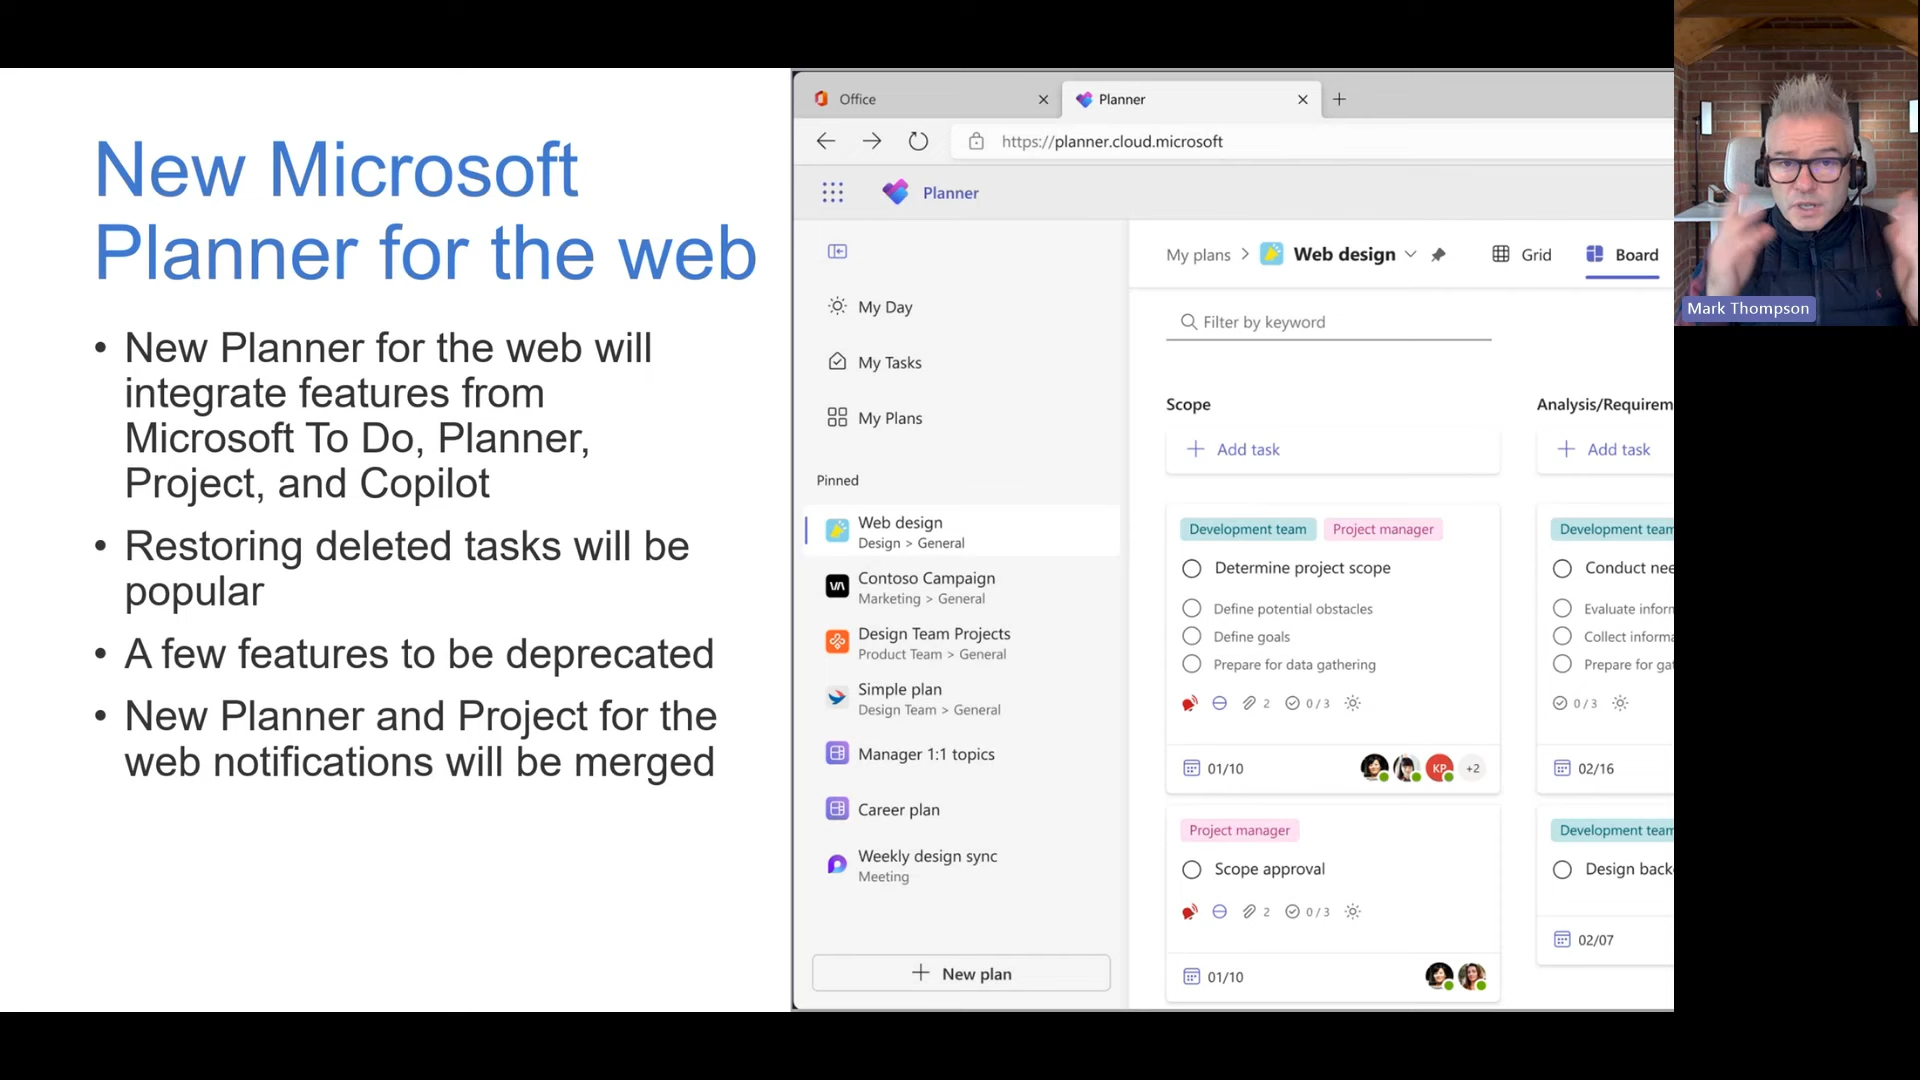 New Microsoft
Planner for the web
• New Planner for the web will
integrate features from
Microsoft To Do, Planner,
Project, and Copilot
• Restoring deleted tasks will be
popular
• A few features to be deprecated
• New Planner and Project for the
web notifications will be merged
Office
Planner
https://planner.cloud.microsoft
Planner
My Day
My Tasks
My Plans
Pinned
Web design
Design > General
Contoso Campaign
Marketing > General
Design Team Projects
Product Team > General
Simple plan
Design Team > General
Manager 1:1 topics
Career plan
Weekly design sync
Meeting
+ New plan
My plans > Web design
Grid
Board
Filter by keyword
Scope
+ Add task
Development team Project manager
Determine project scope
Define potential obstacles
Define goals
Prepare for data gathering
2 0 / 3
01/10
KP +2
Project manager
Scope approval
2 0 / 3
01/10
Analysis/Requirem
+ Add task
Development team
Conduct nee
Evaluate inforn
Collect informa
Prepare for gat
0 / 3
02/16
Development team
Design back
02/07
Mark Thompson